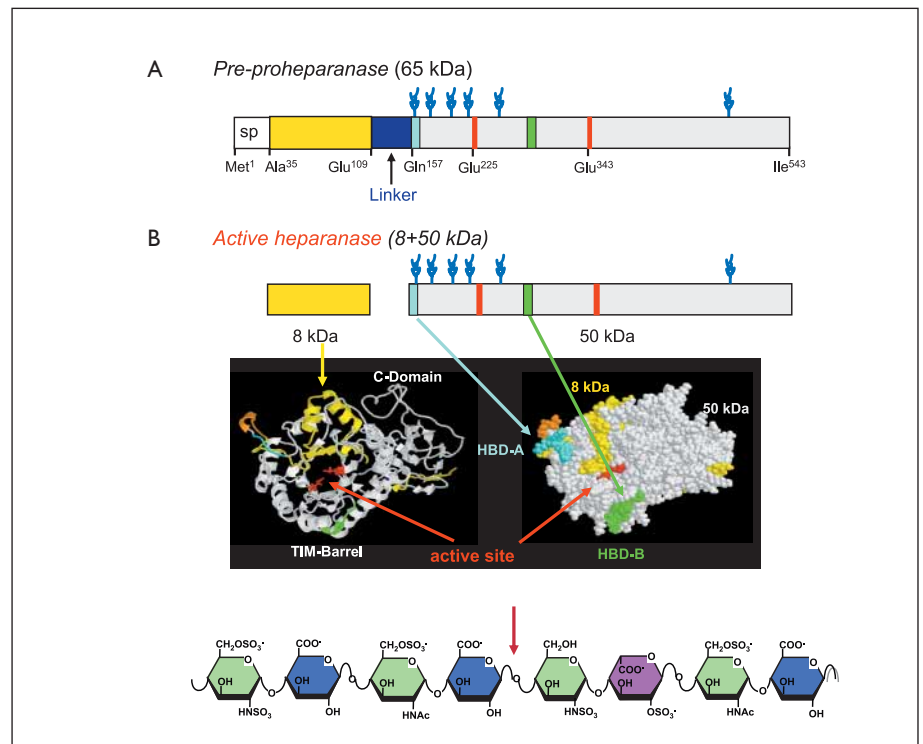 A Pre-proheparanase (65 kDa)
sp
Met¹ Ala³⁵ Glu¹⁰⁹ Gln¹⁵⁷ Glu²²⁵ Glu³⁴³ Ile⁵⁴³
Linker
B Active heparanase (8+50 kDa)
8 kDa 50 kDa
C-Domain
8 kDa
50 kDa
HBD-A
TIM-Barrel
active site
HBD-B
CH₂OSO₃⁻ COO⁻ CH₂OSO₃⁻ COO⁻ CH₂OH CH₂OSO₃⁻ COO⁻
O O O O O O O O
COO⁻
OH OH OH OH OH OH OH OH
O O O O O O O
HNSO₃ OH HNAc OH HNSO₃ OSO₃⁻ HNAc OH